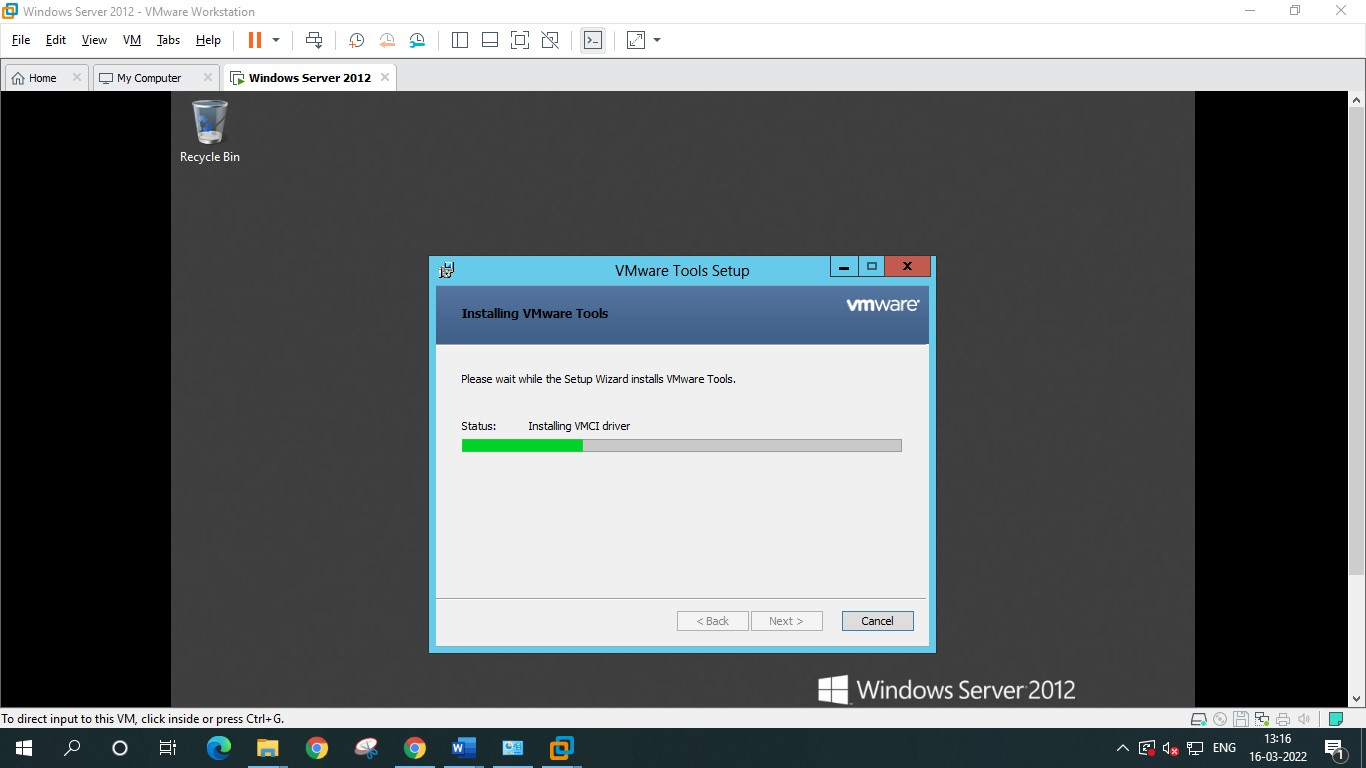 Windows Server 2012 - VMware Workstation
File Edit View VM Tabs Help
Home My Computer Windows Server 2012
Recycle Bin
VMware Tools Setup
Installing VMware Tools
vmware
Please wait while the Setup Wizard installs VMware Tools.
Status: Installing VMCI driver
< Back Next > Cancel
Windows Server 2012
To direct input to this VM, click inside or press Ctrl+G.
ENG
13:16
16-03-2022
1